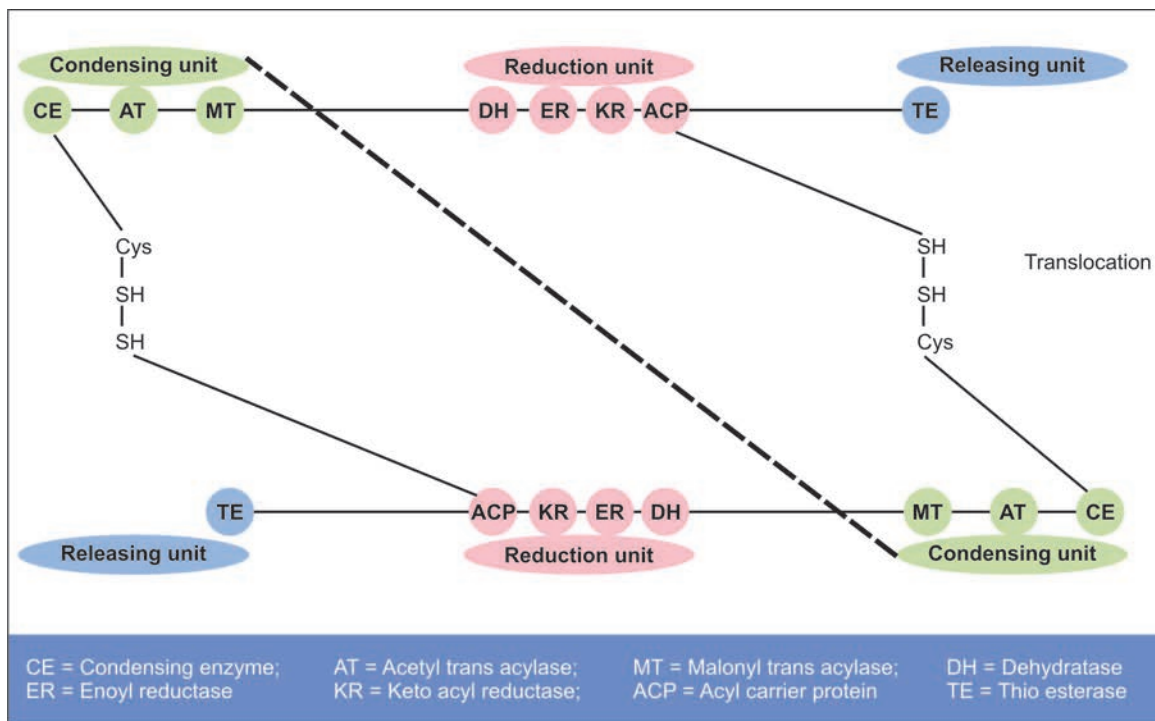 Condensing unit Reduction unit Releasing unit
CE AT MT DH ER KR ACP TE
Cys SH
SH SH Translocation
SH Cys
TE ACP KR ER DH MT AT CE
Releasing unit Reduction unit Condensing unit
CE = Condensing enzyme; AT = Acetyl trans acylase; MT = Malonyl trans acylase; DH = Dehydratase
ER = Enoyl reductase KR = Keto acyl reductase; ACP = Acyl carrier protein TE = Thio esterase